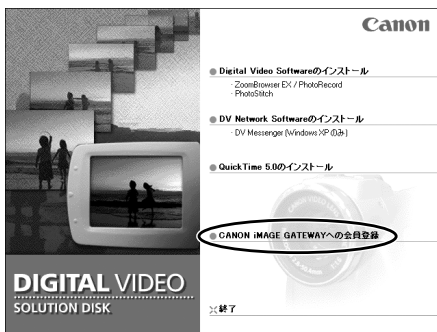 Canon
Digital Video Softwareのインストール
· ZoomBrowser EX / PhotoRecord
· PhotoStitch
DV Network Softwareのインストール
· DV Messenger (Windows XP のみ)
QuickTime 5.0のインストール
CANON iMAGE GATEWAYへの会員登録
終了
DIGITAL VIDEO
SOLUTION DISK